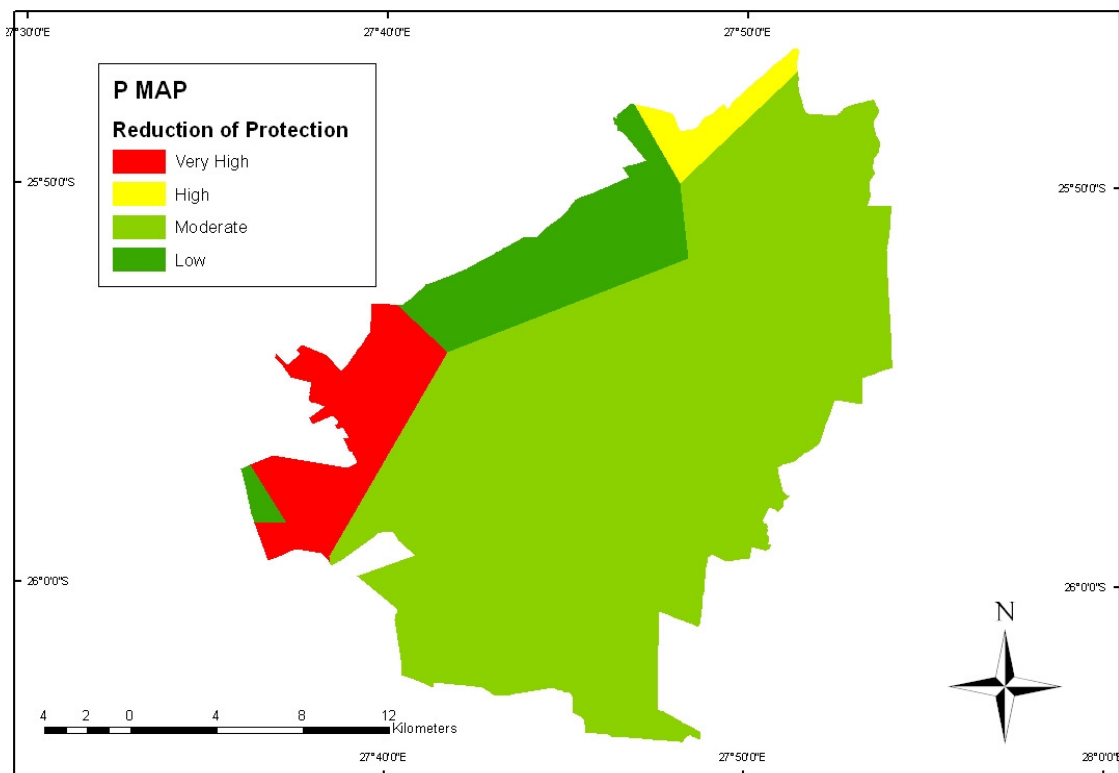 27°30'0"E 27°40'0"E 27°50'0"E
P MAP
Reduction of Protection
Very High
High
Moderate
Low
25°50'0"S 25°50'0"S
26°0'0"S 26°0'0"S
N
4 2 0 4 8 12
Kilometers
27°40'0"E 27°50'0"E 28°0'0"E